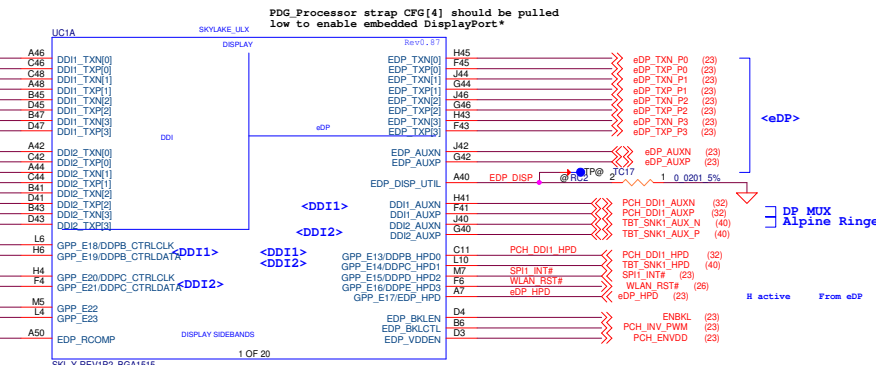 PDG_Processor strap CFG[4] should be pulled
low to enable embedded DisplayPort*
UC1A
SKYLAKE_ULX
DISPLAY
Rev0.87
A46 DDI1_TXN[0] EDP_TXN[0] H45 eDP_TXN_P0 (23)
C46 DDI1_TXP[0] EDP_TXP[0] F45 eDP_TXP_P0 (23)
C48 DDI1_TXN[1] EDP_TXN[1] J44 eDP_TXN_P1 (23)
A48 DDI1_TXP[1] EDP_TXP[1] G44 eDP_TXP_P1 (23)
B45 DDI1_TXN[2] EDP_TXN[2] J46 eDP_TXN_P2 (23)
D45 DDI1_TXP[2] EDP_TXP[2] G46 eDP_TXP_P2 (23)
B47 DDI1_TXN[3] EDP_TXN[3] H43 eDP_TXN_P3 (23)
D47 DDI1_TXP[3] EDP_TXP[3] F43 eDP_TXP_P3 (23)
<eDP>
DDI
eDP
A42 DDI2_TXN[0] EDP_AUXN J42 eDP_AUXN (23)
C42 DDI2_TXP[0] EDP_AUXP G42 eDP_AUXP (23)
A44 DDI2_TXN[1]
C44 DDI2_TXP[1] EDP_DISP_UTIL A40 EDP_DISP @ RC2 TP@ TC17 2 1 0_0201_5%
B41 DDI2_TXN[2]
D41 DDI2_TXP[2] <DDI1> DDI1_AUXN H41 PCH_DDI1_AUXN (32)
B43 DDI2_TXN[3] DDI1_AUXP F41 PCH_DDI1_AUXP (32) DP MUX
D43 DDI2_TXP[3] <DDI2> DDI2_AUXN J40 TBT_SNK1_AUX_N (40) Alpine Ringe
DDI2_AUXP G40 TBT_SNK1_AUX_P (40)
L6 GPP_E18/DDPB_CTRLCLK
H6 GPP_E19/DDPB_CTRLDATA <DDI1> <DDI1> GPP_E13/DDPB_HPD0 C11 PCH_DDI1_HPD PCH_DDI1_HPD (32)
<DDI2> GPP_E14/DDPC_HPD1 L10 TBT_SNK1_HPD (40)
H4 GPP_E20/DDPC_CTRLCLK GPP_E15/DDPD_HPD2 M7 SPI1_INT# SPI1_INT# (23)
F4 GPP_E21/DDPC_CTRLDATA <DDI2> GPP_E16/DDPE_HPD3 F6 WLAN_RST# WLAN_RST# (26)
GPP_E17/EDP_HPD A7 eDP_HPD eDP_HPD (23) H active From eDP
M5 GPP_E22
L4 GPP_E23 EDP_BKLEN D4 ENBKL (23)
EDP_BKLCTL B6 PCH_INV_PWM (23)
A50 EDP_RCOMP DISPLAY SIDEBANDS EDP_VDDEN D3 PCH_ENVDD (23)
1 OF 20
SKL-Y_REV1R2_BGA1515